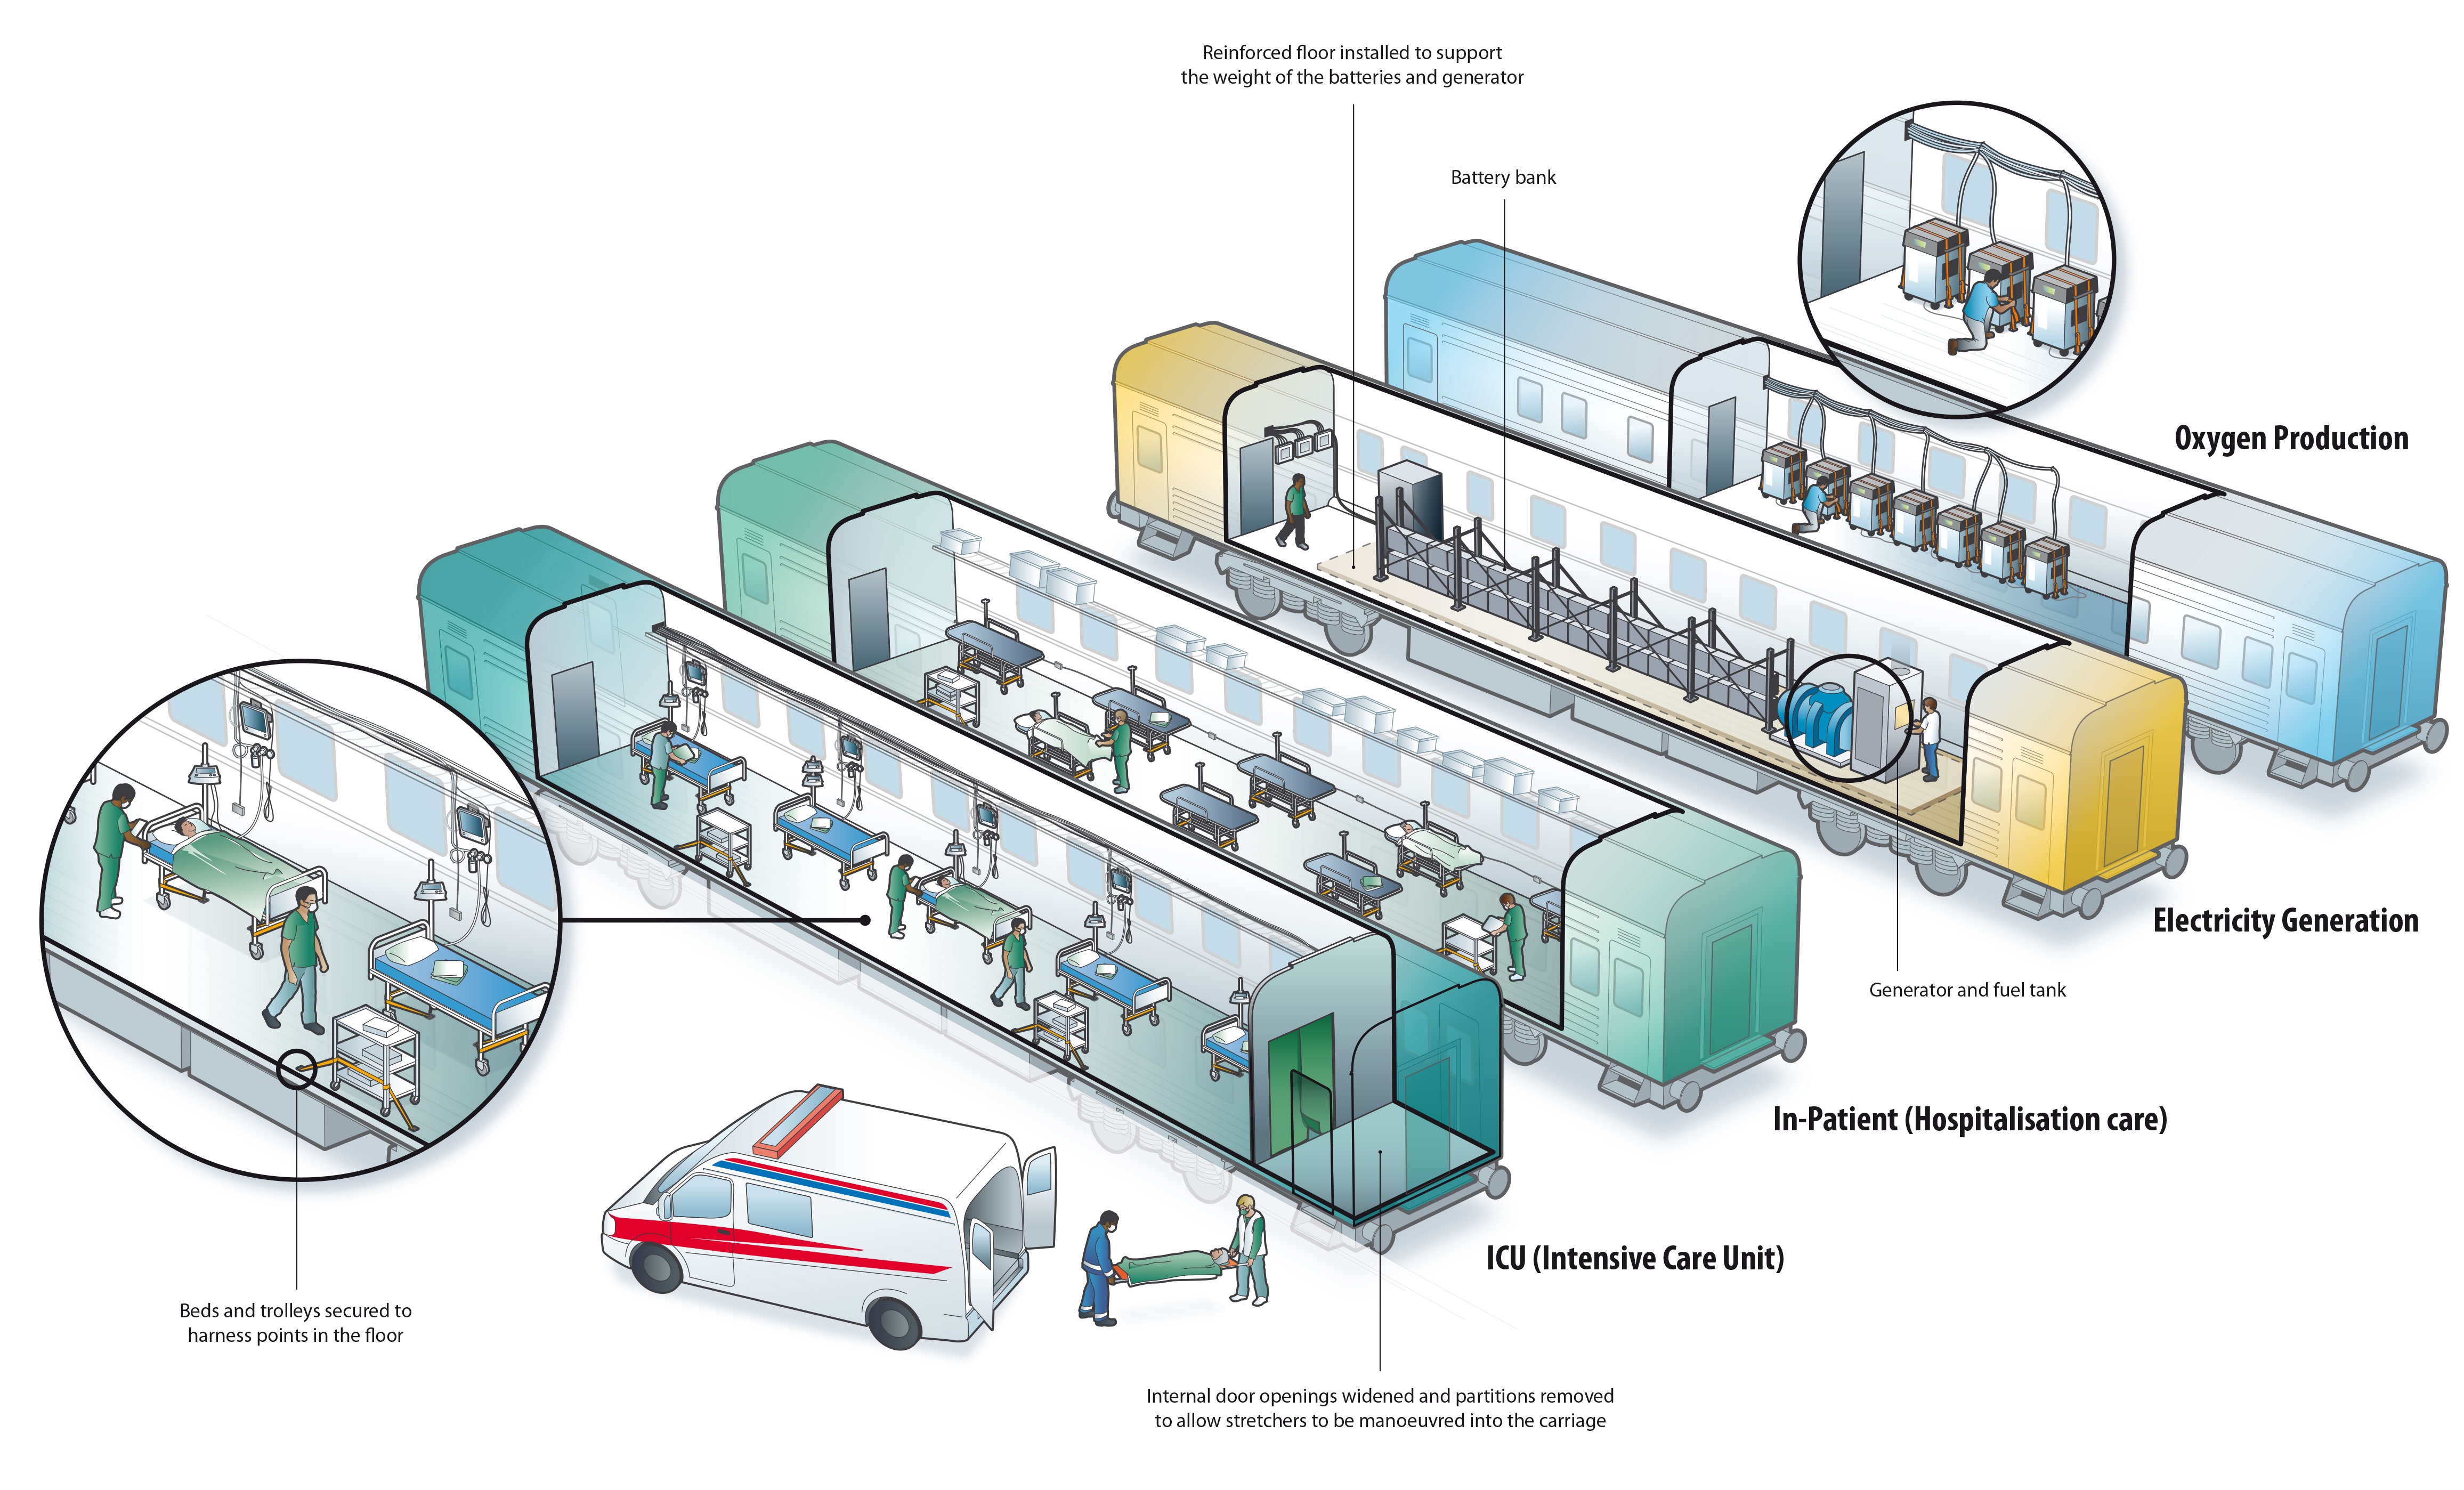 Reinforced floor installed to support
the weight of the batteries and generator
Battery bank
Oxygen Production
Electricity Generation
Generator and fuel tank
In-Patient (Hospitalisation care)
ICU (Intensive Care Unit)
Beds and trolleys secured to
harness points in the floor
Internal door openings widened and partitions removed
to allow stretchers to be manoeuvred into the carriage